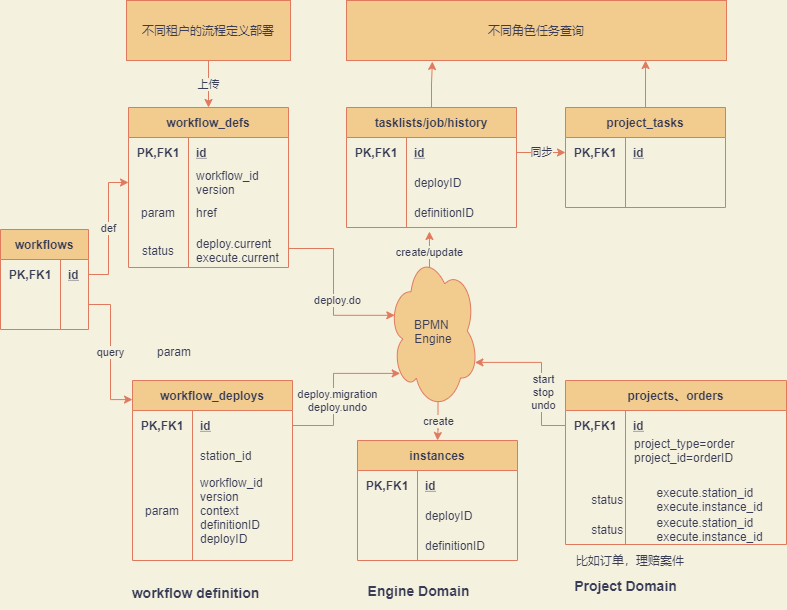 不同租户的流程定义部署
不同角色任务查询
上传
workflow_defs
PK,FK1 id
workflow_id
version
param href
status deploy.current
execute.current
tasklists/job/history
PK,FK1 id
deployID
definitionID
同步
project_tasks
PK,FK1 id
workflows
PK,FK1 id
def
query
param
create/update
deploy.do
BPMN
Engine
deploy.migration
deploy.undo
create
start
stop
undo
workflow_deploys
PK,FK1 id
station_id
workflow_id
version
param context
definitionID
deployID
instances
PK,FK1 id
deployID
definitionID
projects、orders
PK,FK1 id
project_type=order
project_id=orderID
status execute.station_id
execute.instance_id
status execute.station_id
execute.instance_id
比如订单，理赔案件
workflow definition
Engine Domain
Project Domain